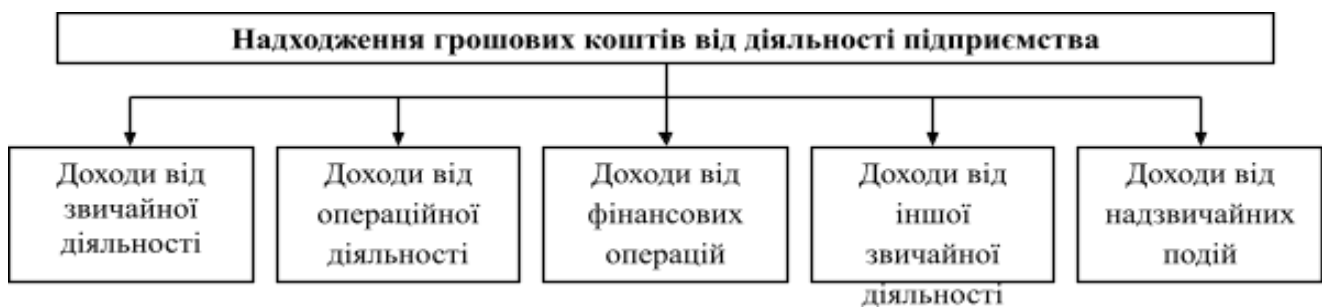 Надходження грошових коштів від діяльності підприємства
Доходи від
звичайної
діяльності
Доходи від
операційної
діяльності
Доходи від
фінансових
операцій
Доходи від
іншої
звичайної
діяльності
Доходи від
надзвичайних
подій